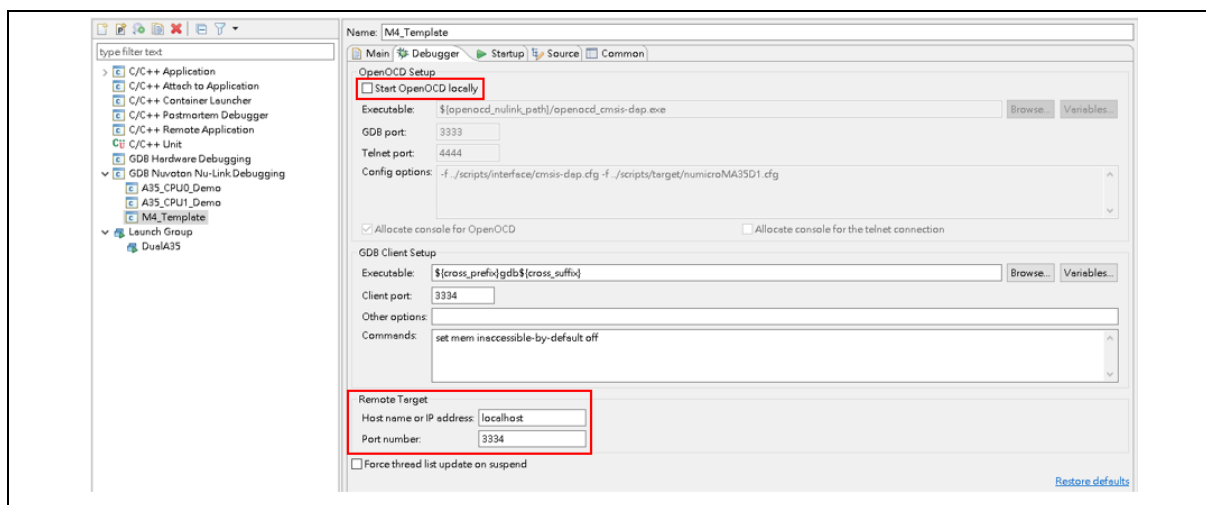 type filter text
C/C++ Application
C/C++ Attach to Application
C/C++ Container Launcher
C/C++ Postmortem Debugger
C/C++ Remote Application
C/C++ Unit
GDB Hardware Debugging
GDB Nuvoton Nu-Link Debugging
A35_CPU0_Demo
A35_CPU1_Demo
M4_Template
Launch Group
DualA35
Name: M4_Template
Main Debugger Startup Source Common
OpenOCD Setup
Start OpenOCD locally
Executable: ${openocd_nulink_path}/openocd_cmsis-dap.exe Browse... Variables...
GDB port: 3333
Telnet port: 4444
Config options: -f ../scripts/interface/cmsis-dap.cfg -f ../scripts/target/numicroMA35D1.cfg
Allocate console for OpenOCD Allocate console for the telnet connection
GDB Client Setup
Executable: ${cross_prefix}gdb${cross_suffix} Browse... Variables...
Client port: 3334
Other options:
Commands: set mem inaccessible-by-default off
Remote Target
Host name or IP address: localhost
Port number: 3334
Force thread list update on suspend
Restore defaults